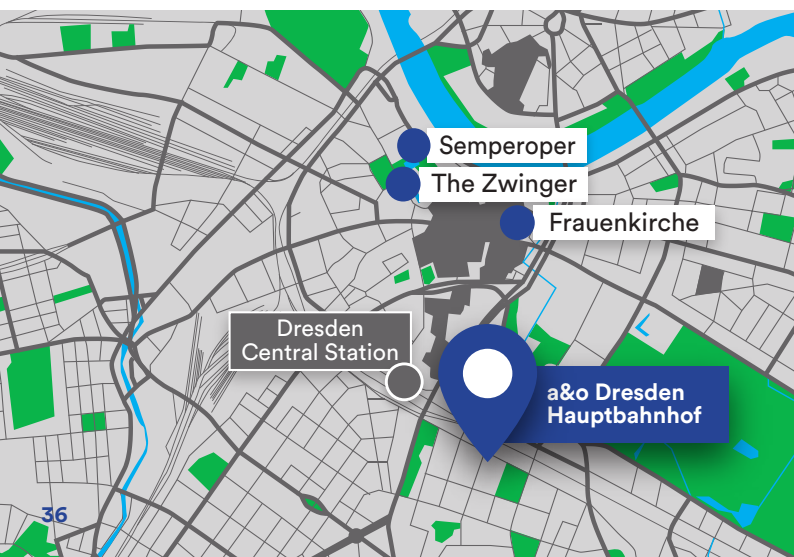 Semperoper
The Zwinger
Frauenkirche
Dresden
Central Station
a&o Dresden
Hauptbahnhof
36